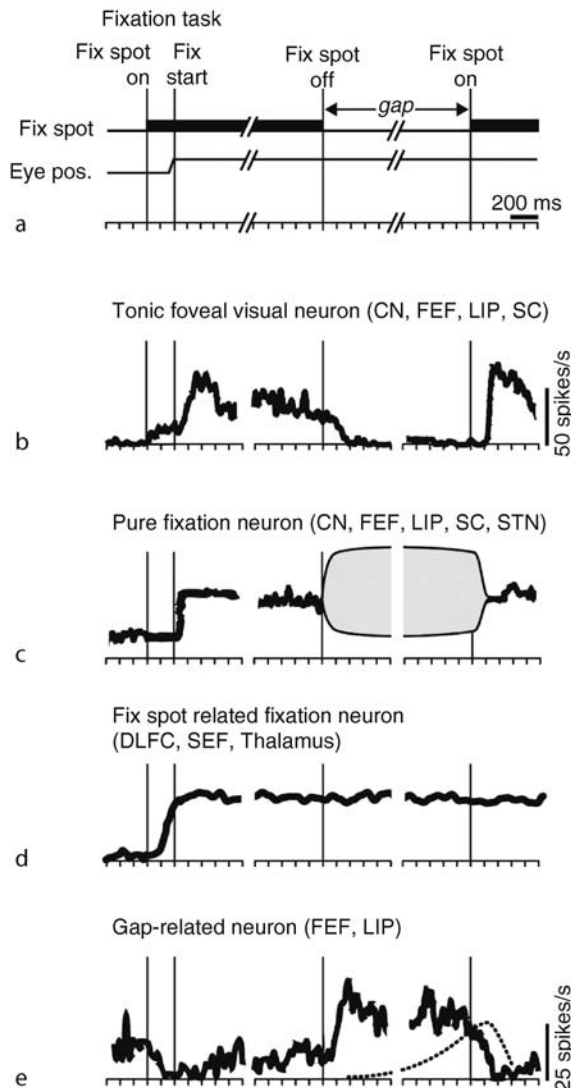 Fixation task
Fix spot on
Fix start
Fix spot off
Fix spot on
gap
Fix spot
Eye pos.
200 ms
a
Tonic foveal visual neuron (CN, FEF, LIP, SC)
50 spikes/s
b
Pure fixation neuron (CN, FEF, LIP, SC, STN)
c
Fix spot related fixation neuron
(DLFC, SEF, Thalamus)
d
Gap-related neuron (FEF, LIP)
25 spikes/s
e